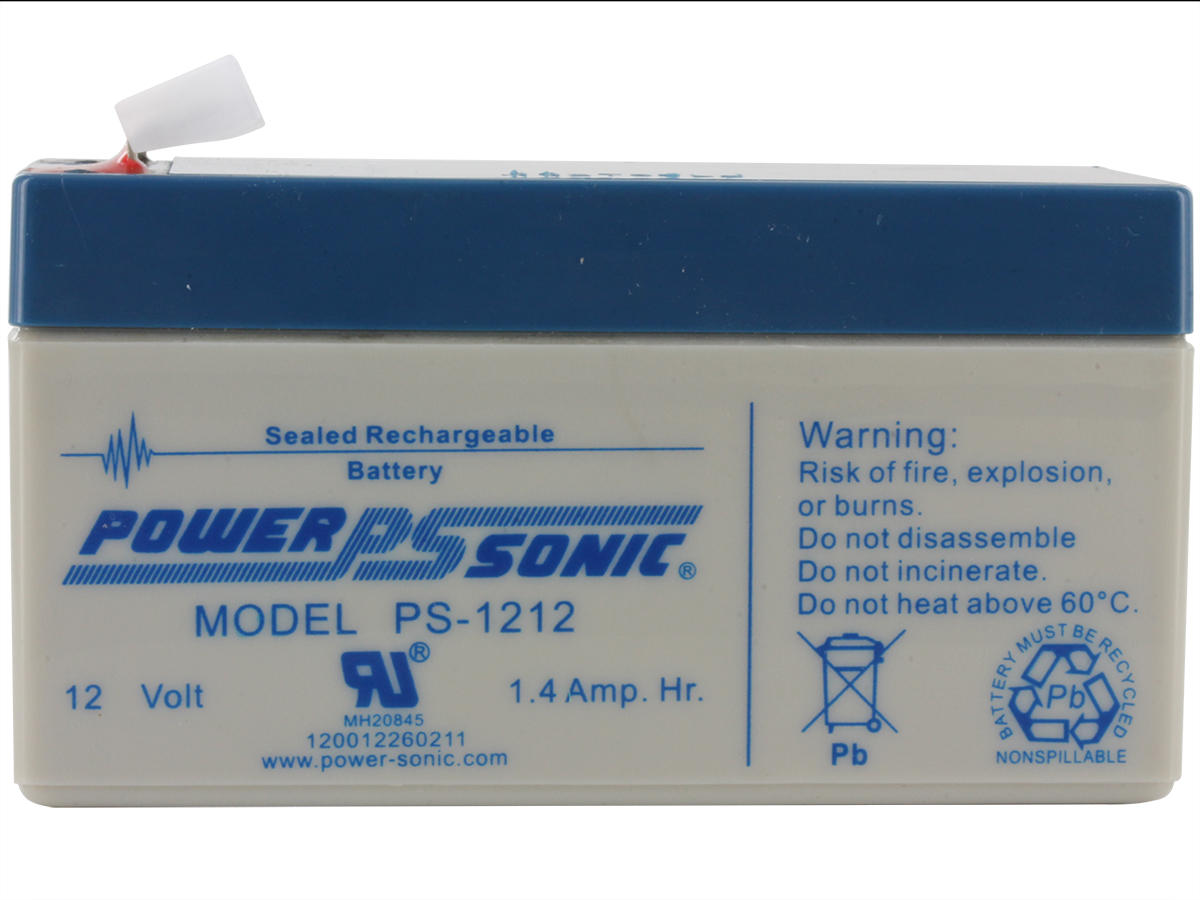 Sealed Rechargeable
Battery
POWER PS SONIC ®
MODEL PS-1212
12 Volt
RU ®
1.4 Amp. Hr.
MH20845
120012260211
www.power-sonic.com
Warning:
Risk of fire, explosion,
or burns.
Do not disassemble
Do not incinerate.
Do not heat above 60°C.
Pb
BATTERY MUST BE RECYCLED
Pb
NONSPILLABLE